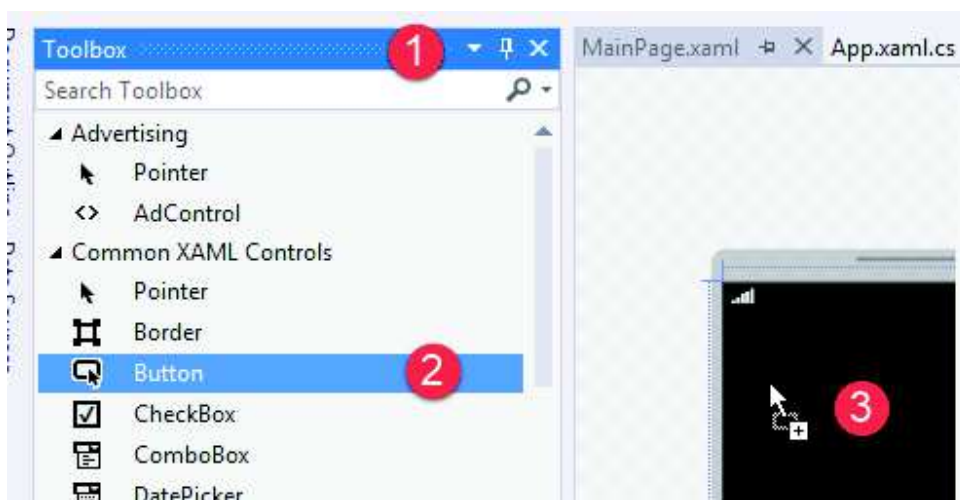 Toolbox
1
MainPage.xaml
App.xaml.cs
Search Toolbox
Advertising
Pointer
AdControl
Common XAML Controls
Pointer
Border
Button
2
CheckBox
3
ComboBox
DatePicker